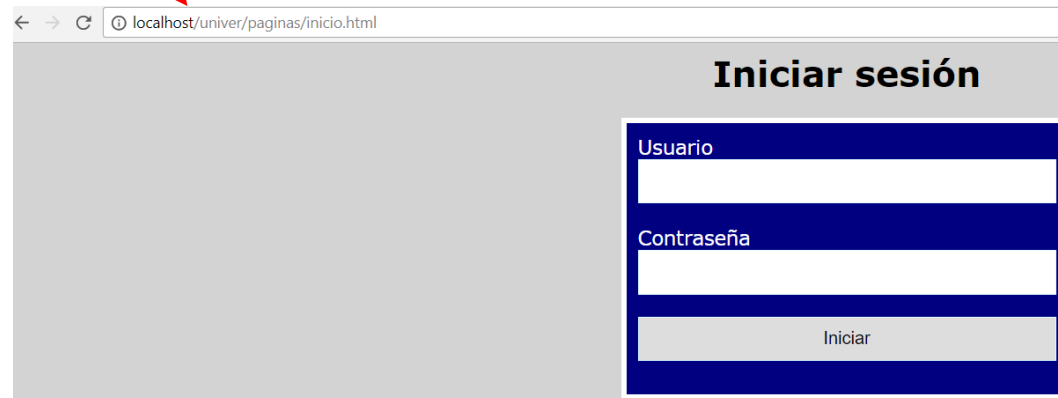 localhost/univer/paginas/inicio.html
Iniciar sesión
Usuario
Contraseña
Iniciar